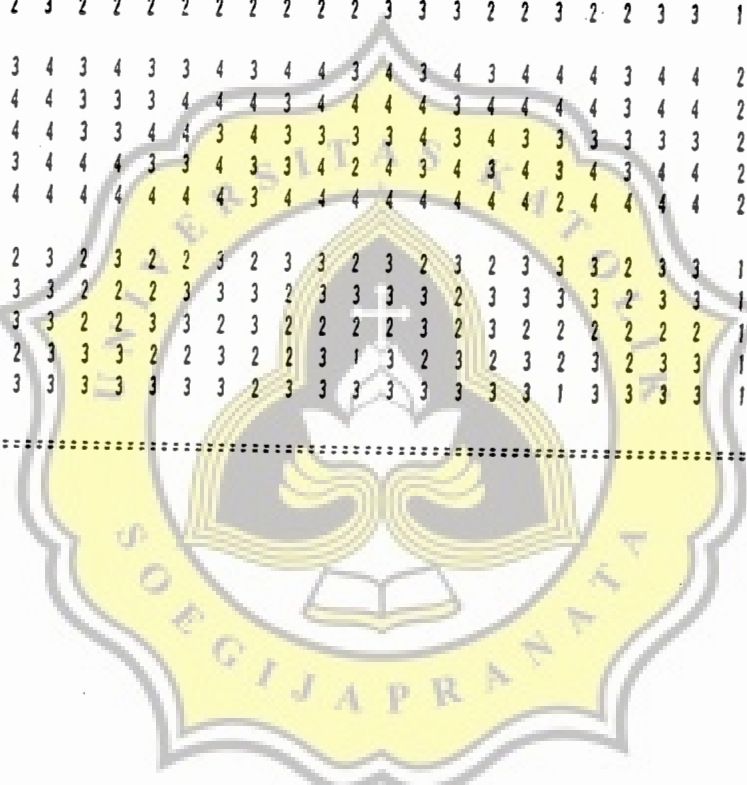 2 3 2 2 2 2 2 2 2 2 2 3 3 3 2 2 3 2 2 3 3 1
3 4 3 4 3 3 4 3 4 4 3 4 3 4 3 4 4 4 3 4 4 2
4 4 3 3 3 4 4 4 3 4 4 4 4 3 4 4 4 4 3 4 4 2
4 4 3 3 4 4 3 4 3 3 3 3 4 3 4 3 3 3 3 3 3 2
3 4 4 4 3 3 4 3 3 4 2 4 3 4 3 4 3 4 3 4 4 2
4 4 4 4 4 4 4 3 4 4 4 4 4 4 4 4 2 4 4 4 4 2
2 3 2 3 2 2 3 2 3 3 2 3 2 3 2 3 3 3 2 3 3 1
3 3 2 2 2 3 3 3 2 3 3 3 3 2 3 3 3 3 2 3 3 1
3 3 2 2 3 3 2 3 2 2 2 2 3 2 3 2 2 2 2 2 2 1
2 3 3 3 2 2 3 2 2 3 1 3 2 3 2 3 2 3 2 3 3 1
3 3 3 3 3 3 3 2 3 3 3 3 3 3 3 3 1 3 3 3 3 1
UNIVERSITAS KATOLIK
SOEGIJAPRANATA